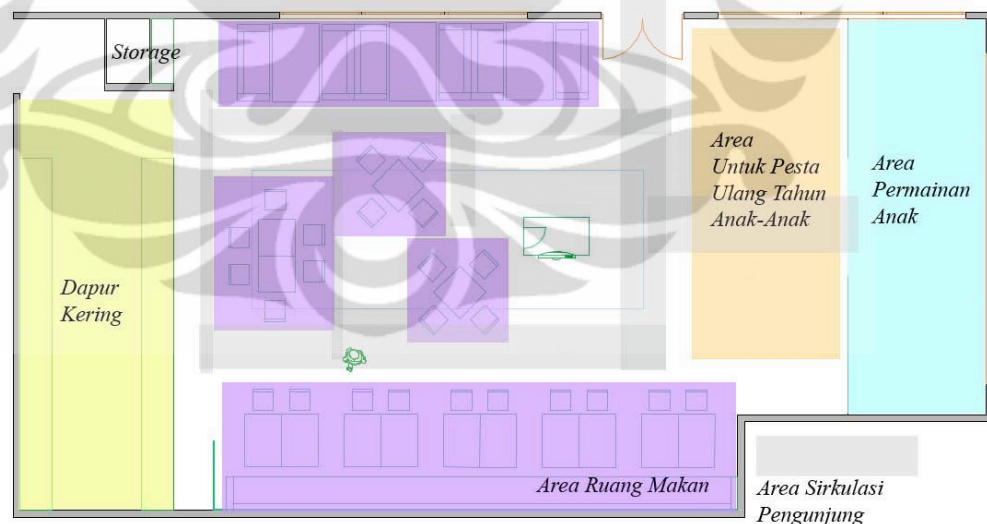 Storage
Area
Untuk Pesta
Ulang Tahun
Anak-Anak
Area
Permainan
Anak
Dapur
Kering
Area Ruang Makan
Area Sirkulasi
Pengunjung